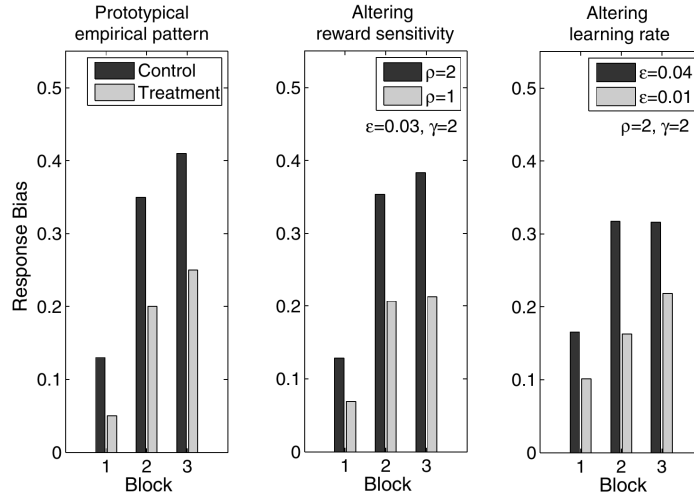 Prototypical
empirical pattern
Control
Treatment
0.5
0.4
0.3
0.2
0.1
0
1 2 3
Block
Response Bias
Altering
reward sensitivity
ρ=2
ρ=1
ε=0.03, γ=2
0.5
0.4
0.3
0.2
0.1
0
1 2 3
Block
Altering
learning rate
ε=0.04
ε=0.01
ρ=2, γ=2
0.5
0.4
0.3
0.2
0.1
0
1 2 3
Block